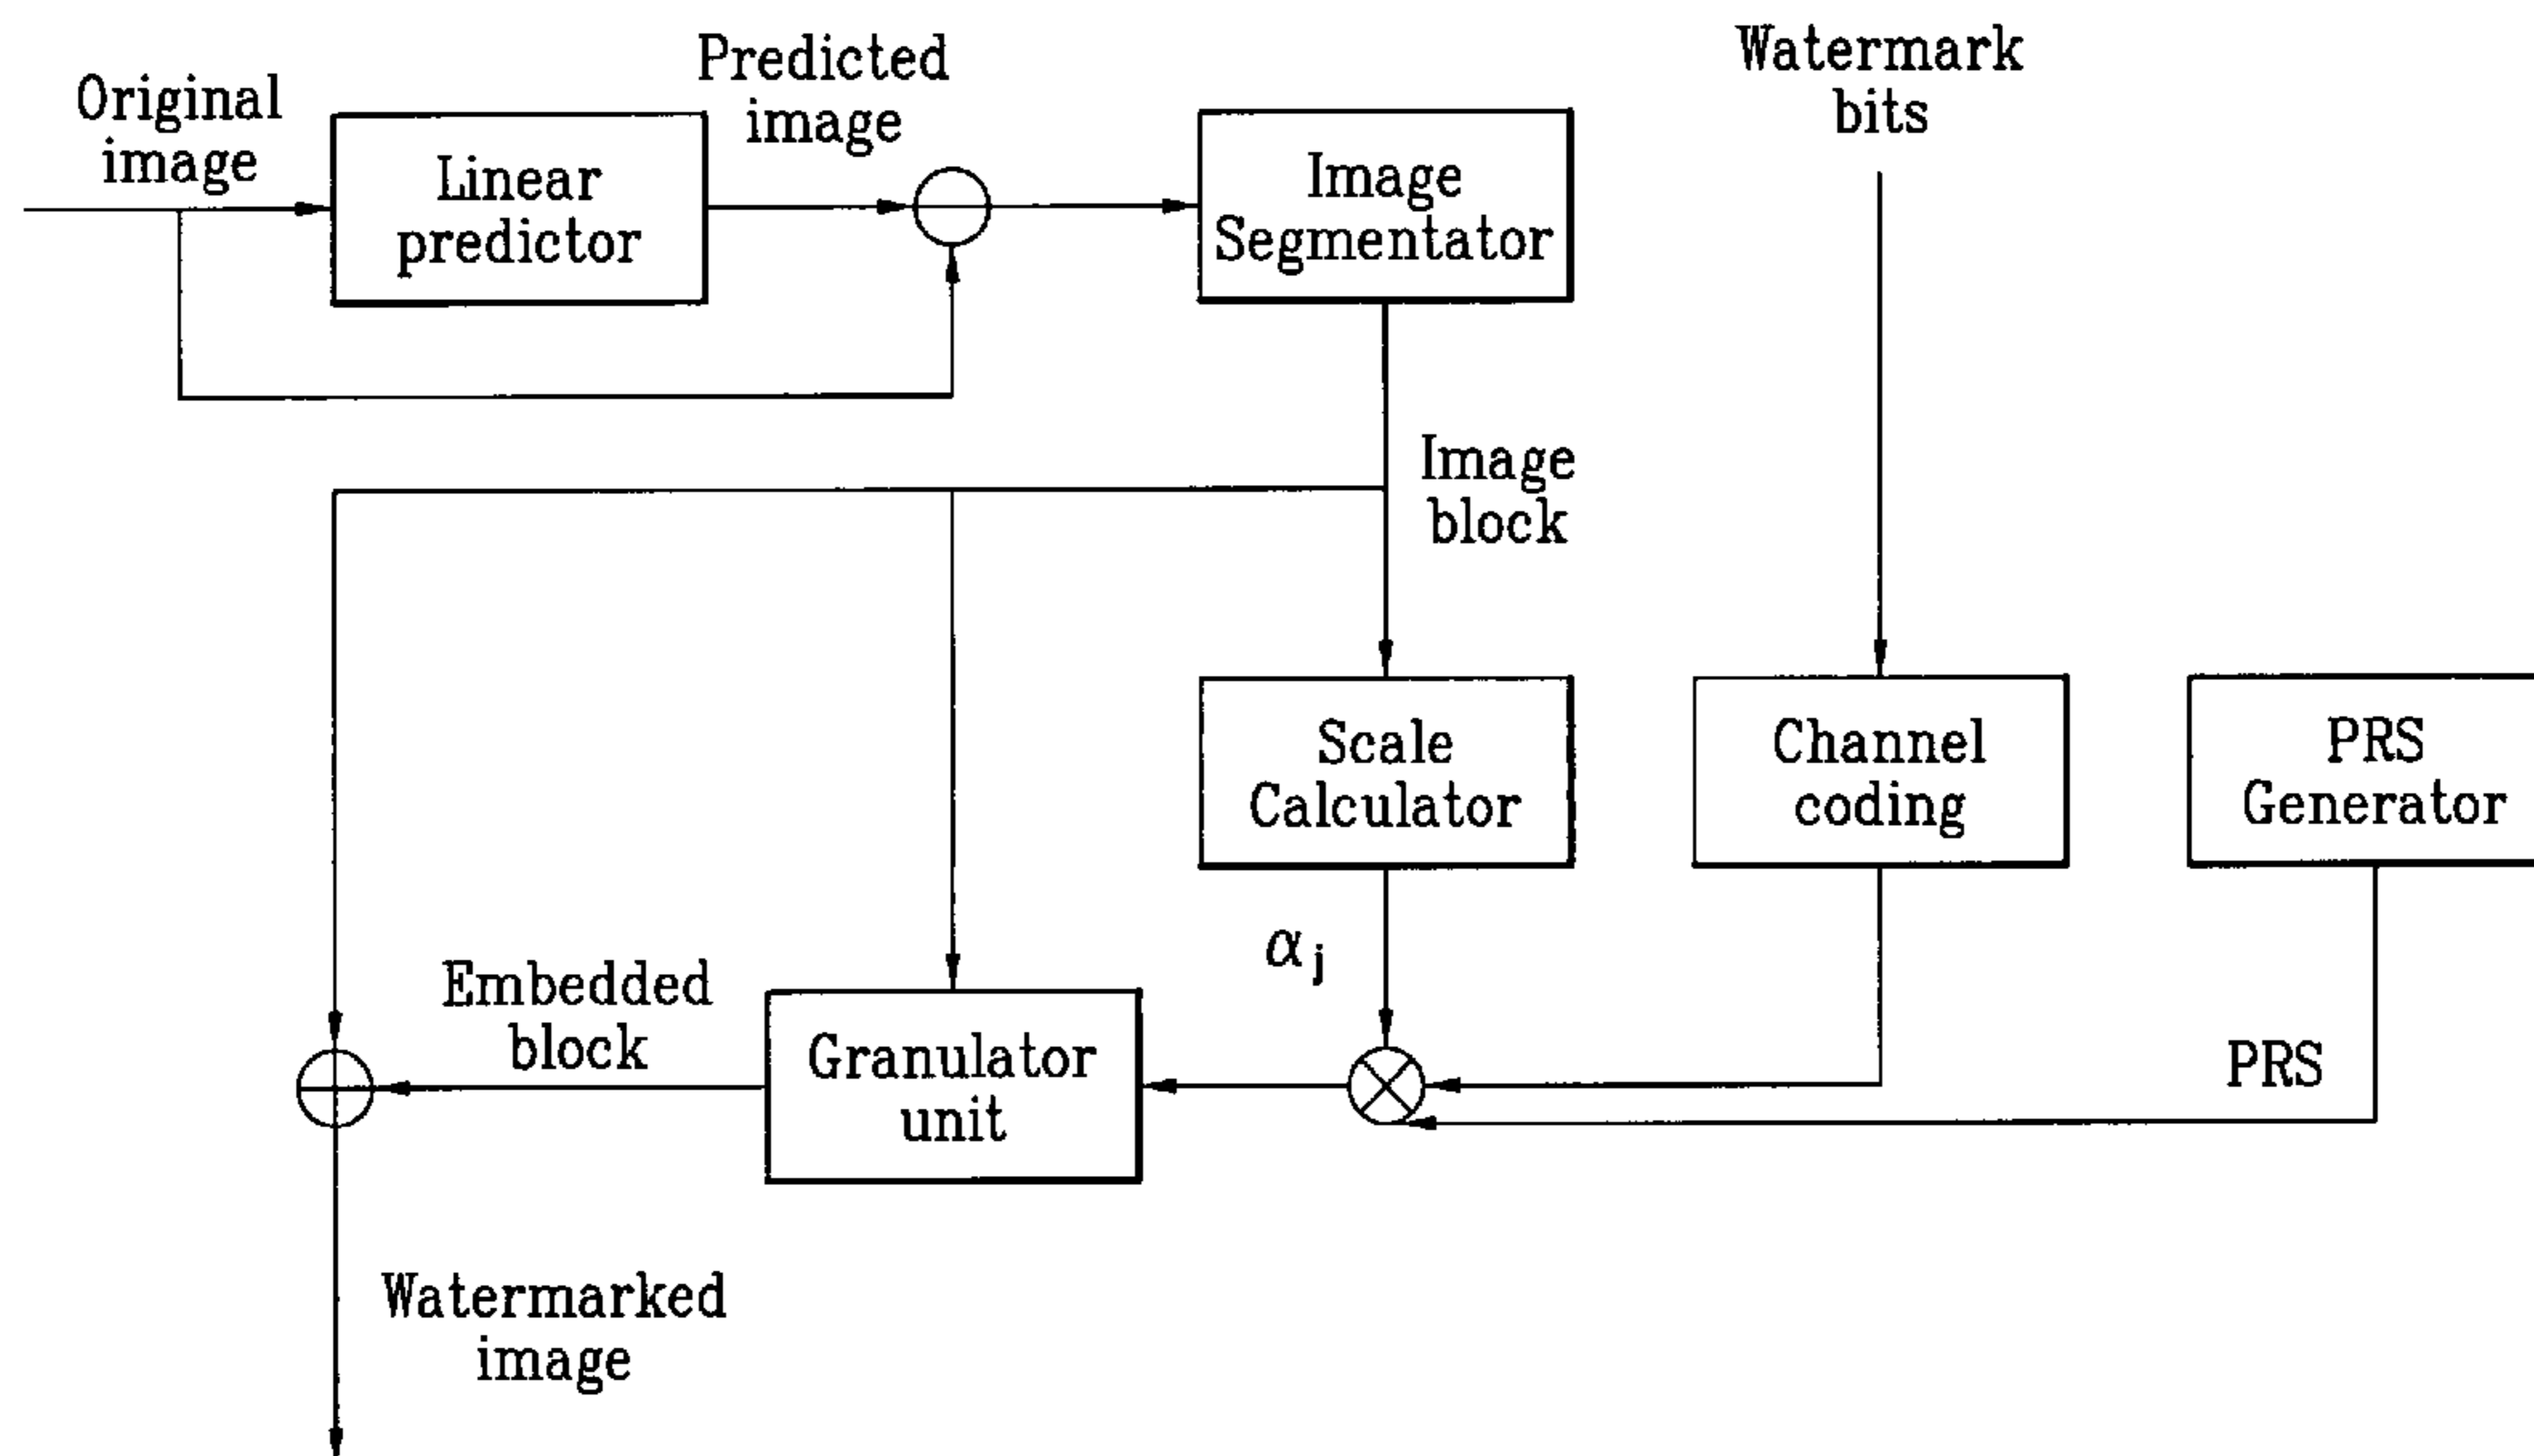 Original
image
Linear
predictor
Predicted
image
Image
Segmentator
Watermark
bits
Image
block
Scale
Calculator
Channel
coding
PRS
Generator
αj
Embedded
block
Granulator
unit
PRS
Watermarked
image